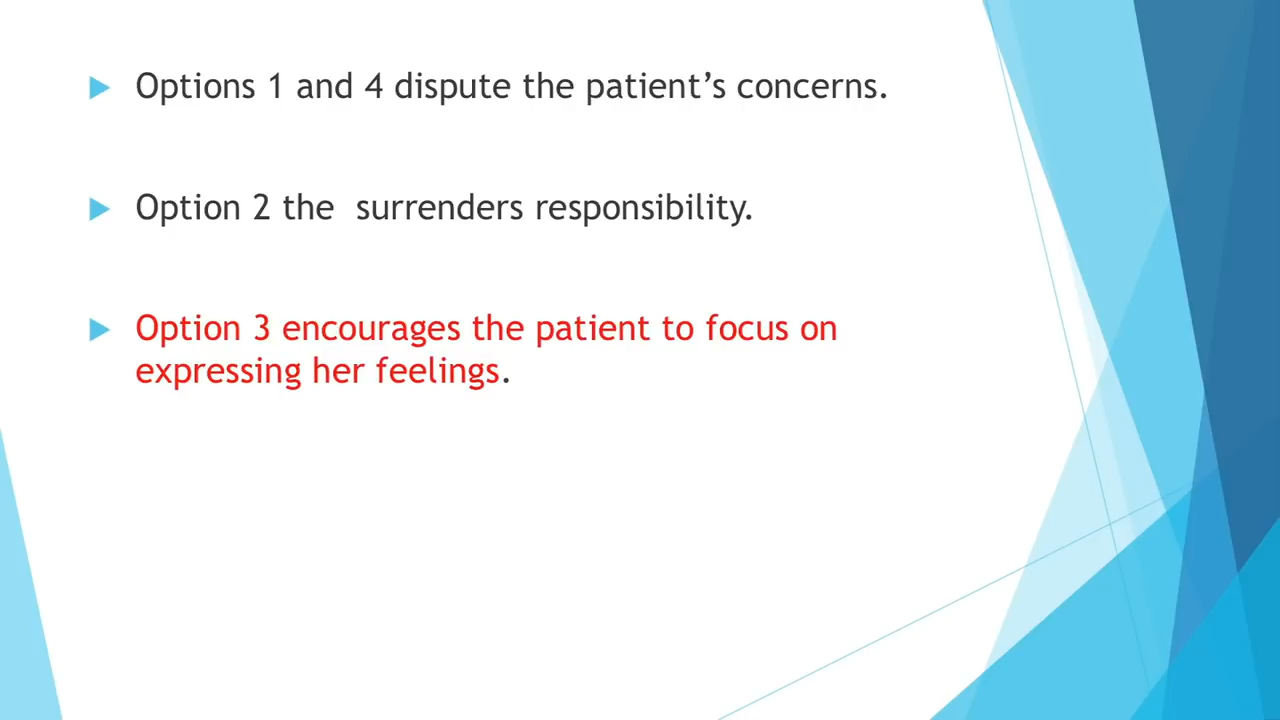 Options 1 and 4 dispute the patient’s concerns.
Option 2 the  surrenders responsibility.
Option 3 encourages the patient to focus on
expressing her feelings.